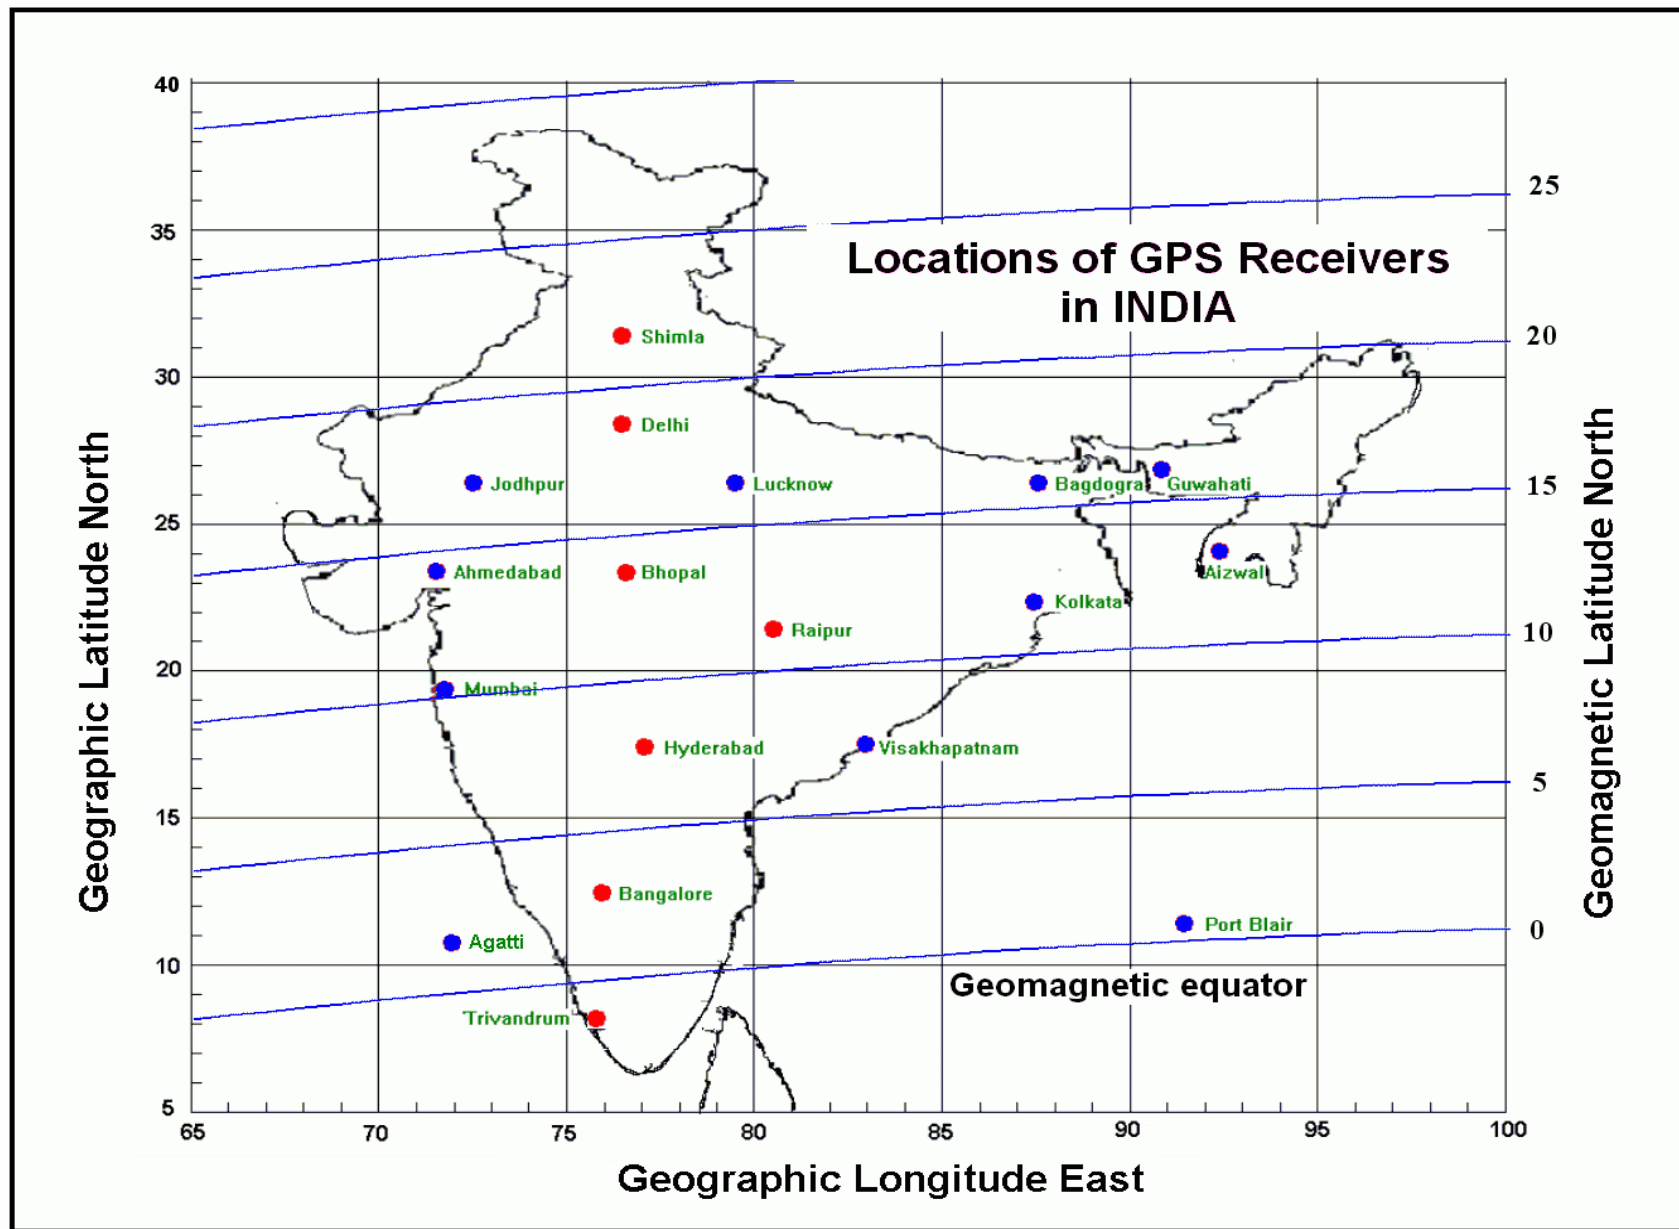 40
25
35
Locations of GPS Receivers
in INDIA
Shimla
20
30
Delhi
Jodhpur
Lucknow
Bagdogra
Guwahati
15
25
Ahmedabad
Bhopal
Aizwal
Kolkata
Raipur
10
20
Mumbai
Hyderabad
Visakhapatnam
5
15
Bangalore
Port Blair
0
Agatti
10
Geomagnetic equator
Trivandrum
5
65 70 75 80 85 90 95 100
Geographic Longitude East
Geographic Latitude North
Geomagnetic Latitude North